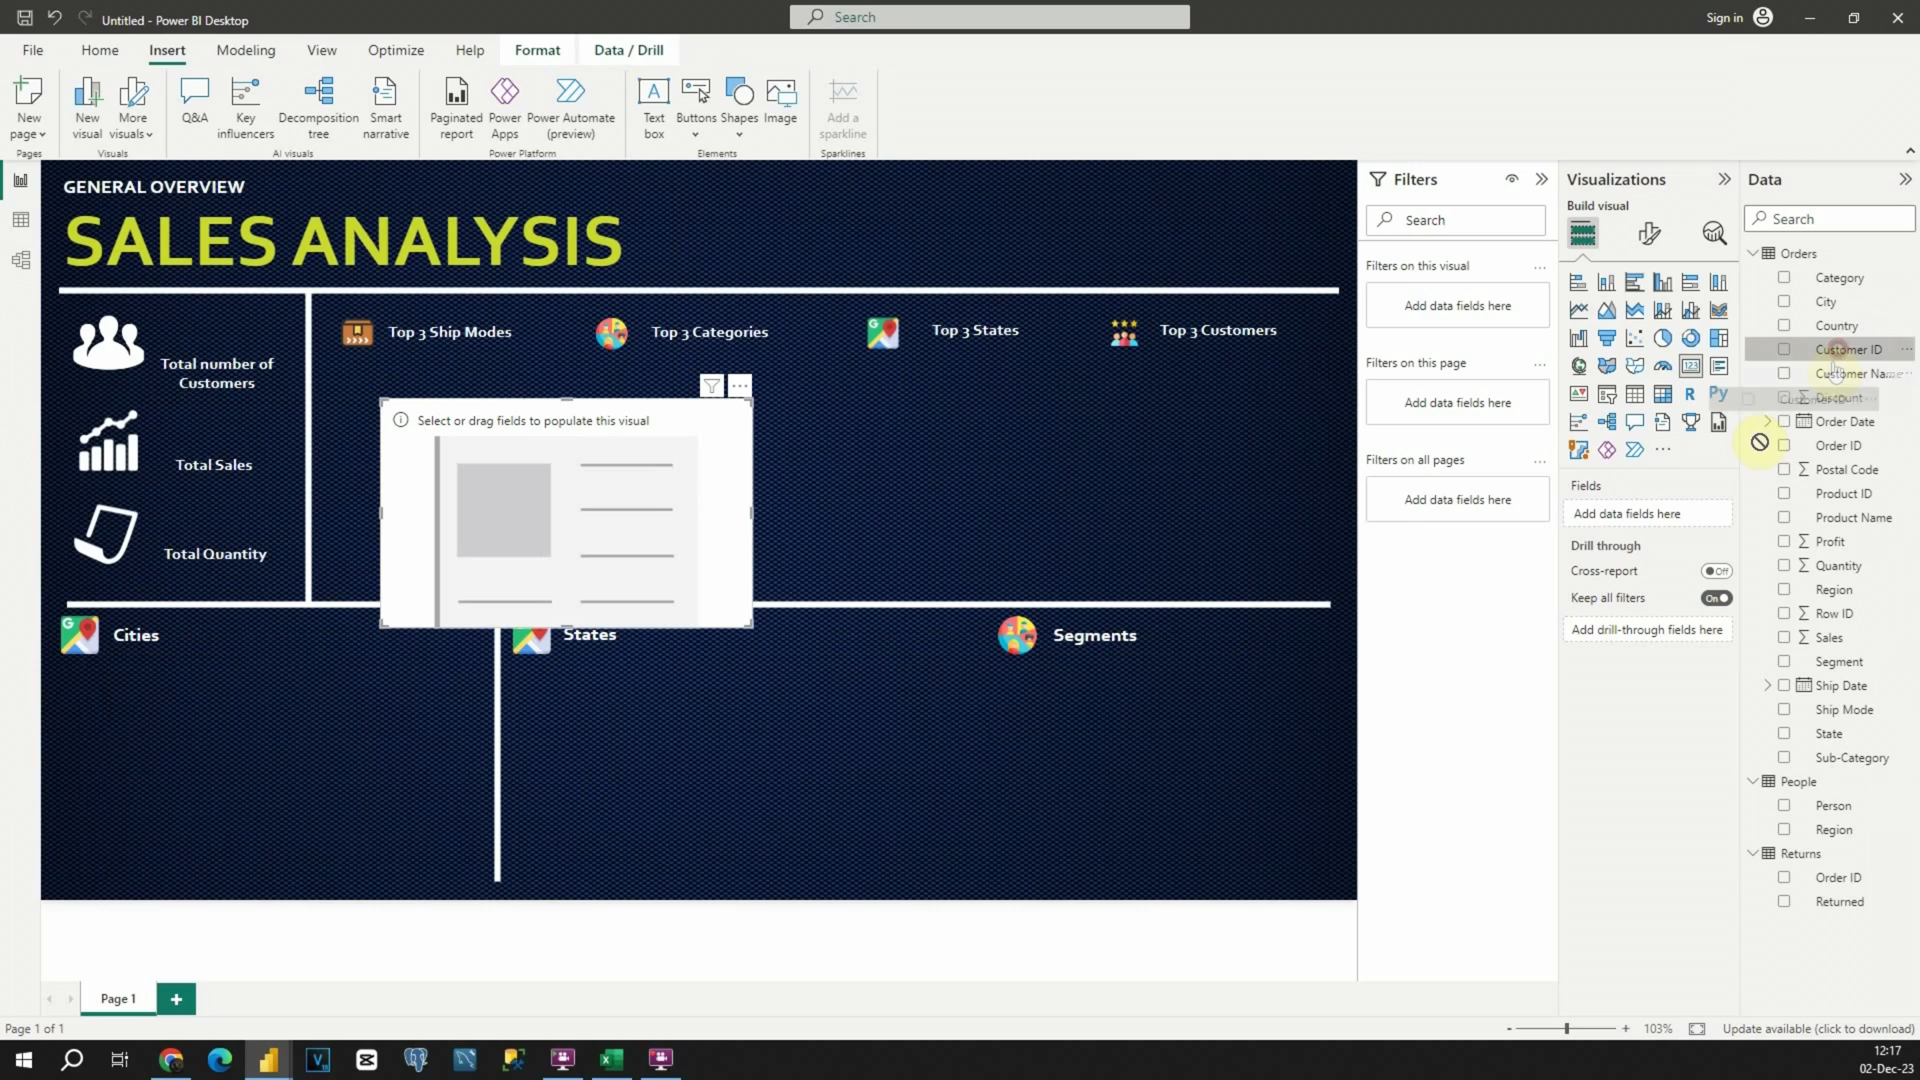 Untitled - Power BI Desktop
Search
Sign in
File Home Insert Modeling View Optimize Help Format Data / Drill
New page
New visual
More visuals
Q&A
Key influencers
Decomposition tree
Smart narrative
Paginated report
Power Apps
Power Automate (preview)
Text box
Buttons
Shapes
Image
Add a sparkline
Pages
Visuals
AI visuals
Power Platform
Elements
Sparklines
GENERAL OVERVIEW
SALES ANALYSIS
Total number of
Customers
Total Sales
Total Quantity
Top 3 Ship Modes
Top 3 Categories
Top 3 States
Top 3 Customers
Select or drag fields to populate this visual
Cities
States
Segments
Filters
Search
Filters on this visual
Add data fields here
Filters on this page
Add data fields here
Filters on all pages
Add data fields here
Visualizations
Build visual
123
R
Py
Fields
Add data fields here
Drill through
Cross-report
Off
Keep all filters
On
Add drill-through fields here
Data
Search
Orders
Category
City
Country
Customer ID
Customer Name
Discount
Order Date
Order ID
Postal Code
Product ID
Product Name
Profit
Quantity
Region
Row ID
Sales
Segment
Ship Date
Ship Mode
State
Sub-Category
People
Person
Region
Returns
Order ID
Returned
Page 1
Page 1 of 1
103%
Update available (click to download)
12:17
02-Dec-23